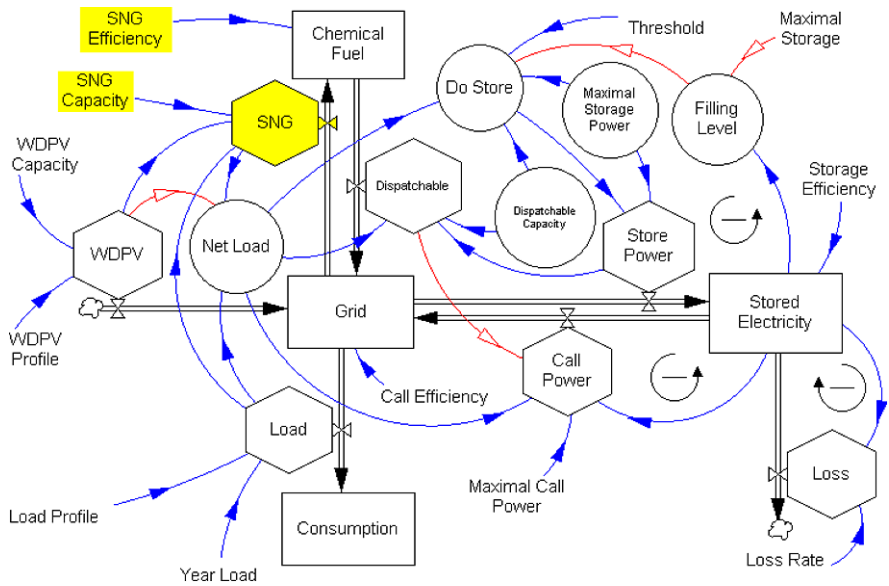 SNG
Efficiency
Chemical
Fuel
Threshold
Maximal
Storage
SNG
Capacity
SNG
Do Store
Maximal
Storage
Power
Filling
Level
WDPV
Capacity
Storage
Efficiency
Dispatchable
Dispatchable
Capacity
WDPV
Net Load
Store
Power
Grid
Stored
Electricity
WDPV
Profile
Call
Power
Call Efficiency
Load
Loss
Maximal Call
Power
Load Profile
Consumption
Year Load
Loss Rate